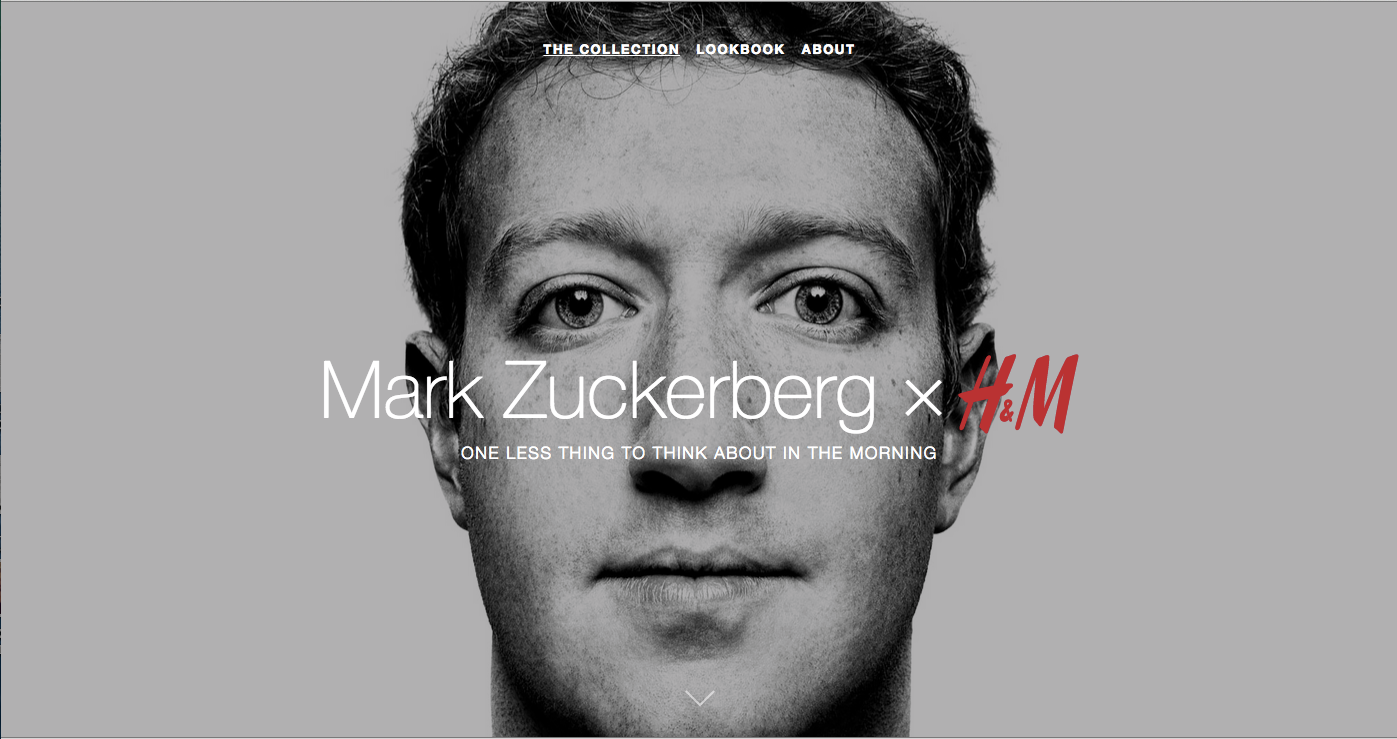 THE COLLECTION LOOKBOOK ABOUT
Mark Zuckerberg × H&M
ONE LESS THING TO THINK ABOUT IN THE MORNING